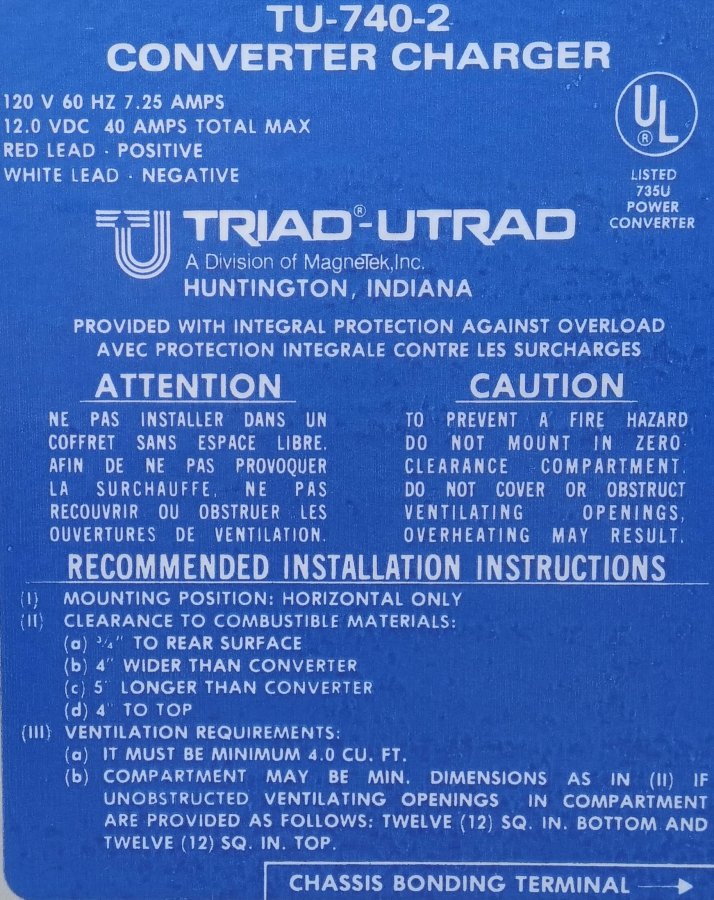 TU-740-2
CONVERTER CHARGER
120 V 60 HZ 7.25 AMPS
12.0 VDC 40 AMPS TOTAL MAX
RED LEAD - POSITIVE
WHITE LEAD - NEGATIVE
UL
®
LISTED
735U
POWER
CONVERTER
TRIAD®-UTRAD
A Division of MagneTek,Inc.
HUNTINGTON, INDIANA
PROVIDED WITH INTEGRAL PROTECTION AGAINST OVERLOAD
AVEC PROTECTION INTEGRALE CONTRE LES SURCHARGES
ATTENTION
NE PAS INSTALLER DANS UN
COFFRET SANS ESPACE LIBRE.
AFIN DE NE PAS PROVOQUER
LA SURCHAUFFE, NE PAS
RECOUVRIR OU OBSTRUER LES
OUVERTURES DE VENTILATION.
CAUTION
TO PREVENT A FIRE HAZARD
DO NOT MOUNT IN ZERO
CLEARANCE COMPARTMENT.
DO NOT COVER OR OBSTRUCT
VENTILATING OPENINGS,
OVERHEATING MAY RESULT.
RECOMMENDED INSTALLATION INSTRUCTIONS
(I) MOUNTING POSITION: HORIZONTAL ONLY
(II) CLEARANCE TO COMBUSTIBLE MATERIALS:
(a) ¾" TO REAR SURFACE
(b) 4" WIDER THAN CONVERTER
(c) 5" LONGER THAN CONVERTER
(d) 4" TO TOP
(III) VENTILATION REQUIREMENTS:
(a) IT MUST BE MINIMUM 4.0 CU. FT.
(b) COMPARTMENT MAY BE MIN. DIMENSIONS AS IN (II) IF
UNOBSTRUCTED VENTILATING OPENINGS IN COMPARTMENT
ARE PROVIDED AS FOLLOWS: TWELVE (12) SQ. IN. BOTTOM AND
TWELVE (12) SQ. IN. TOP.
CHASSIS BONDING TERMINAL →